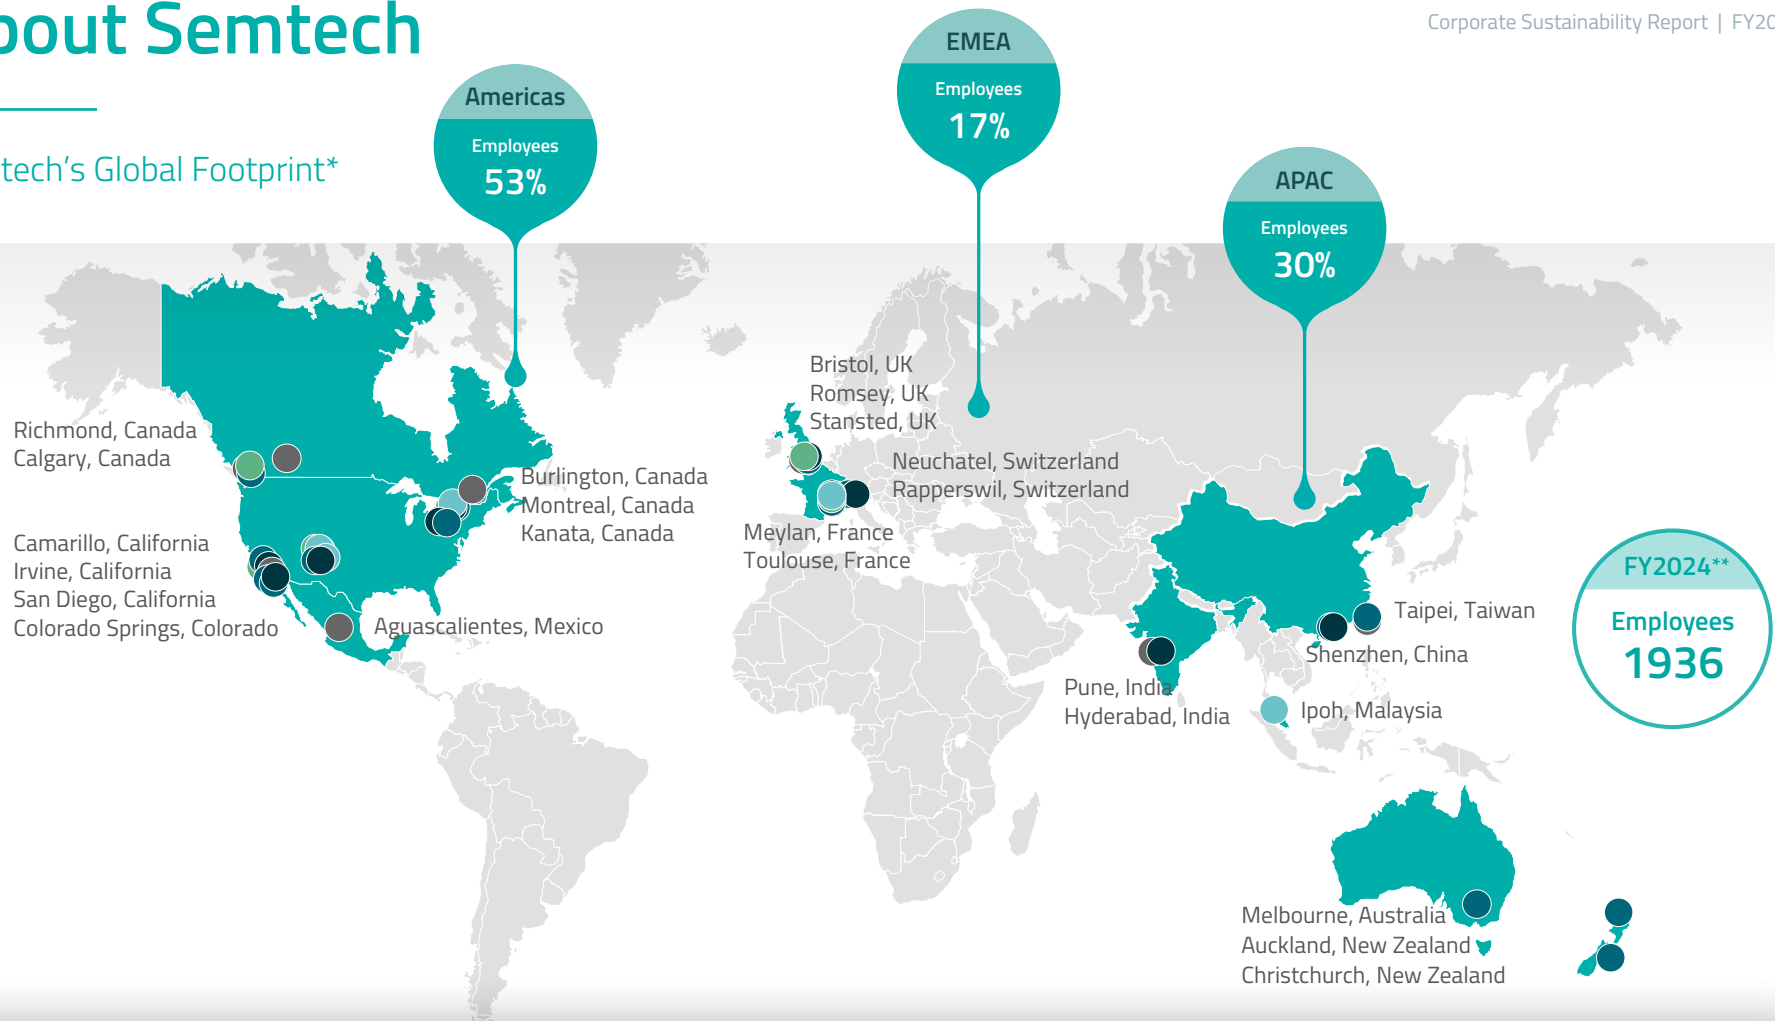 About Semtech
Corporate Sustainability Report | FY20
tech's Global Footprint*
Americas
Employees
53%
EMEA
Employees
17%
APAC
Employees
30%
Richmond, Canada
Calgary, Canada
Camarillo, California
Irvine, California
San Diego, California
Colorado Springs, Colorado
Burlington, Canada
Montreal, Canada
Kanata, Canada
Aguascalientes, Mexico
Bristol, UK
Romsey, UK
Stansted, UK
Neuchatel, Switzerland
Rapperswil, Switzerland
Meylan, France
Toulouse, France
Pune, India
Hyderabad, India
Taipei, Taiwan
Shenzhen, China
Ipoh, Malaysia
Melbourne, Australia
Auckland, New Zealand
Christchurch, New Zealand
FY2024**
Employees
1936